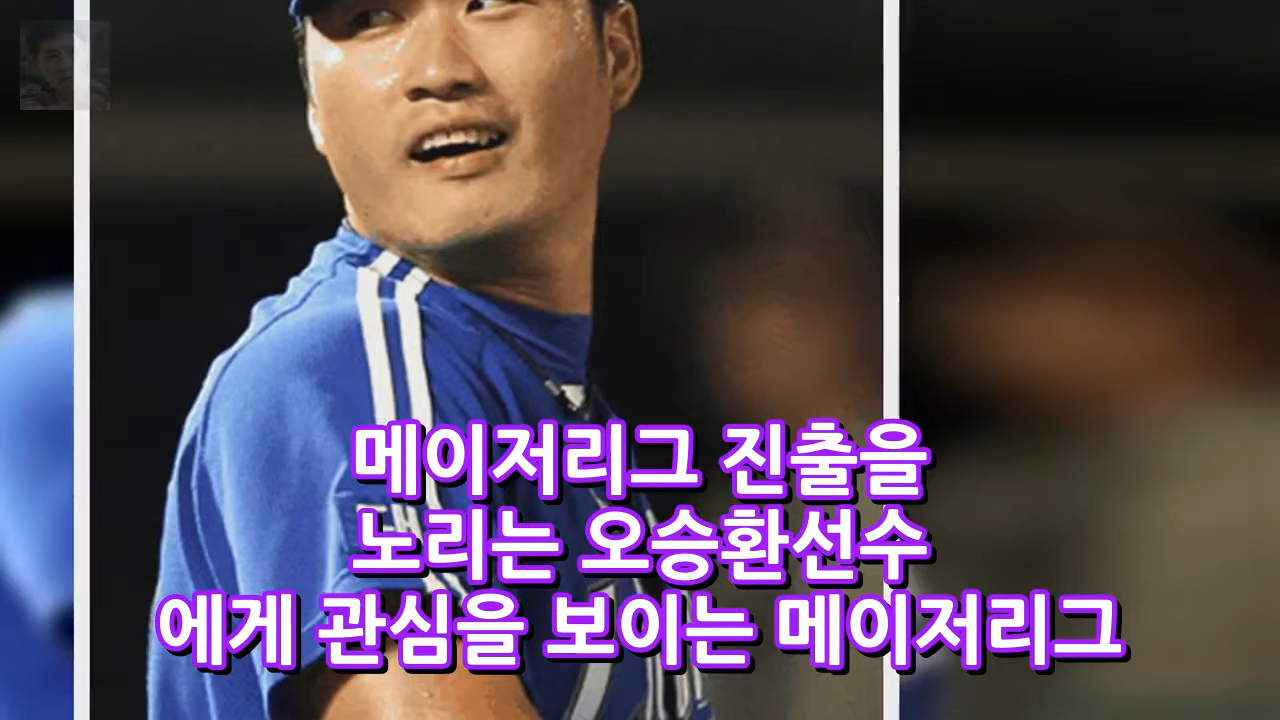 메이저리그 진출을
노리는 오승환선수
에게 관심을 보이는 메이저리그